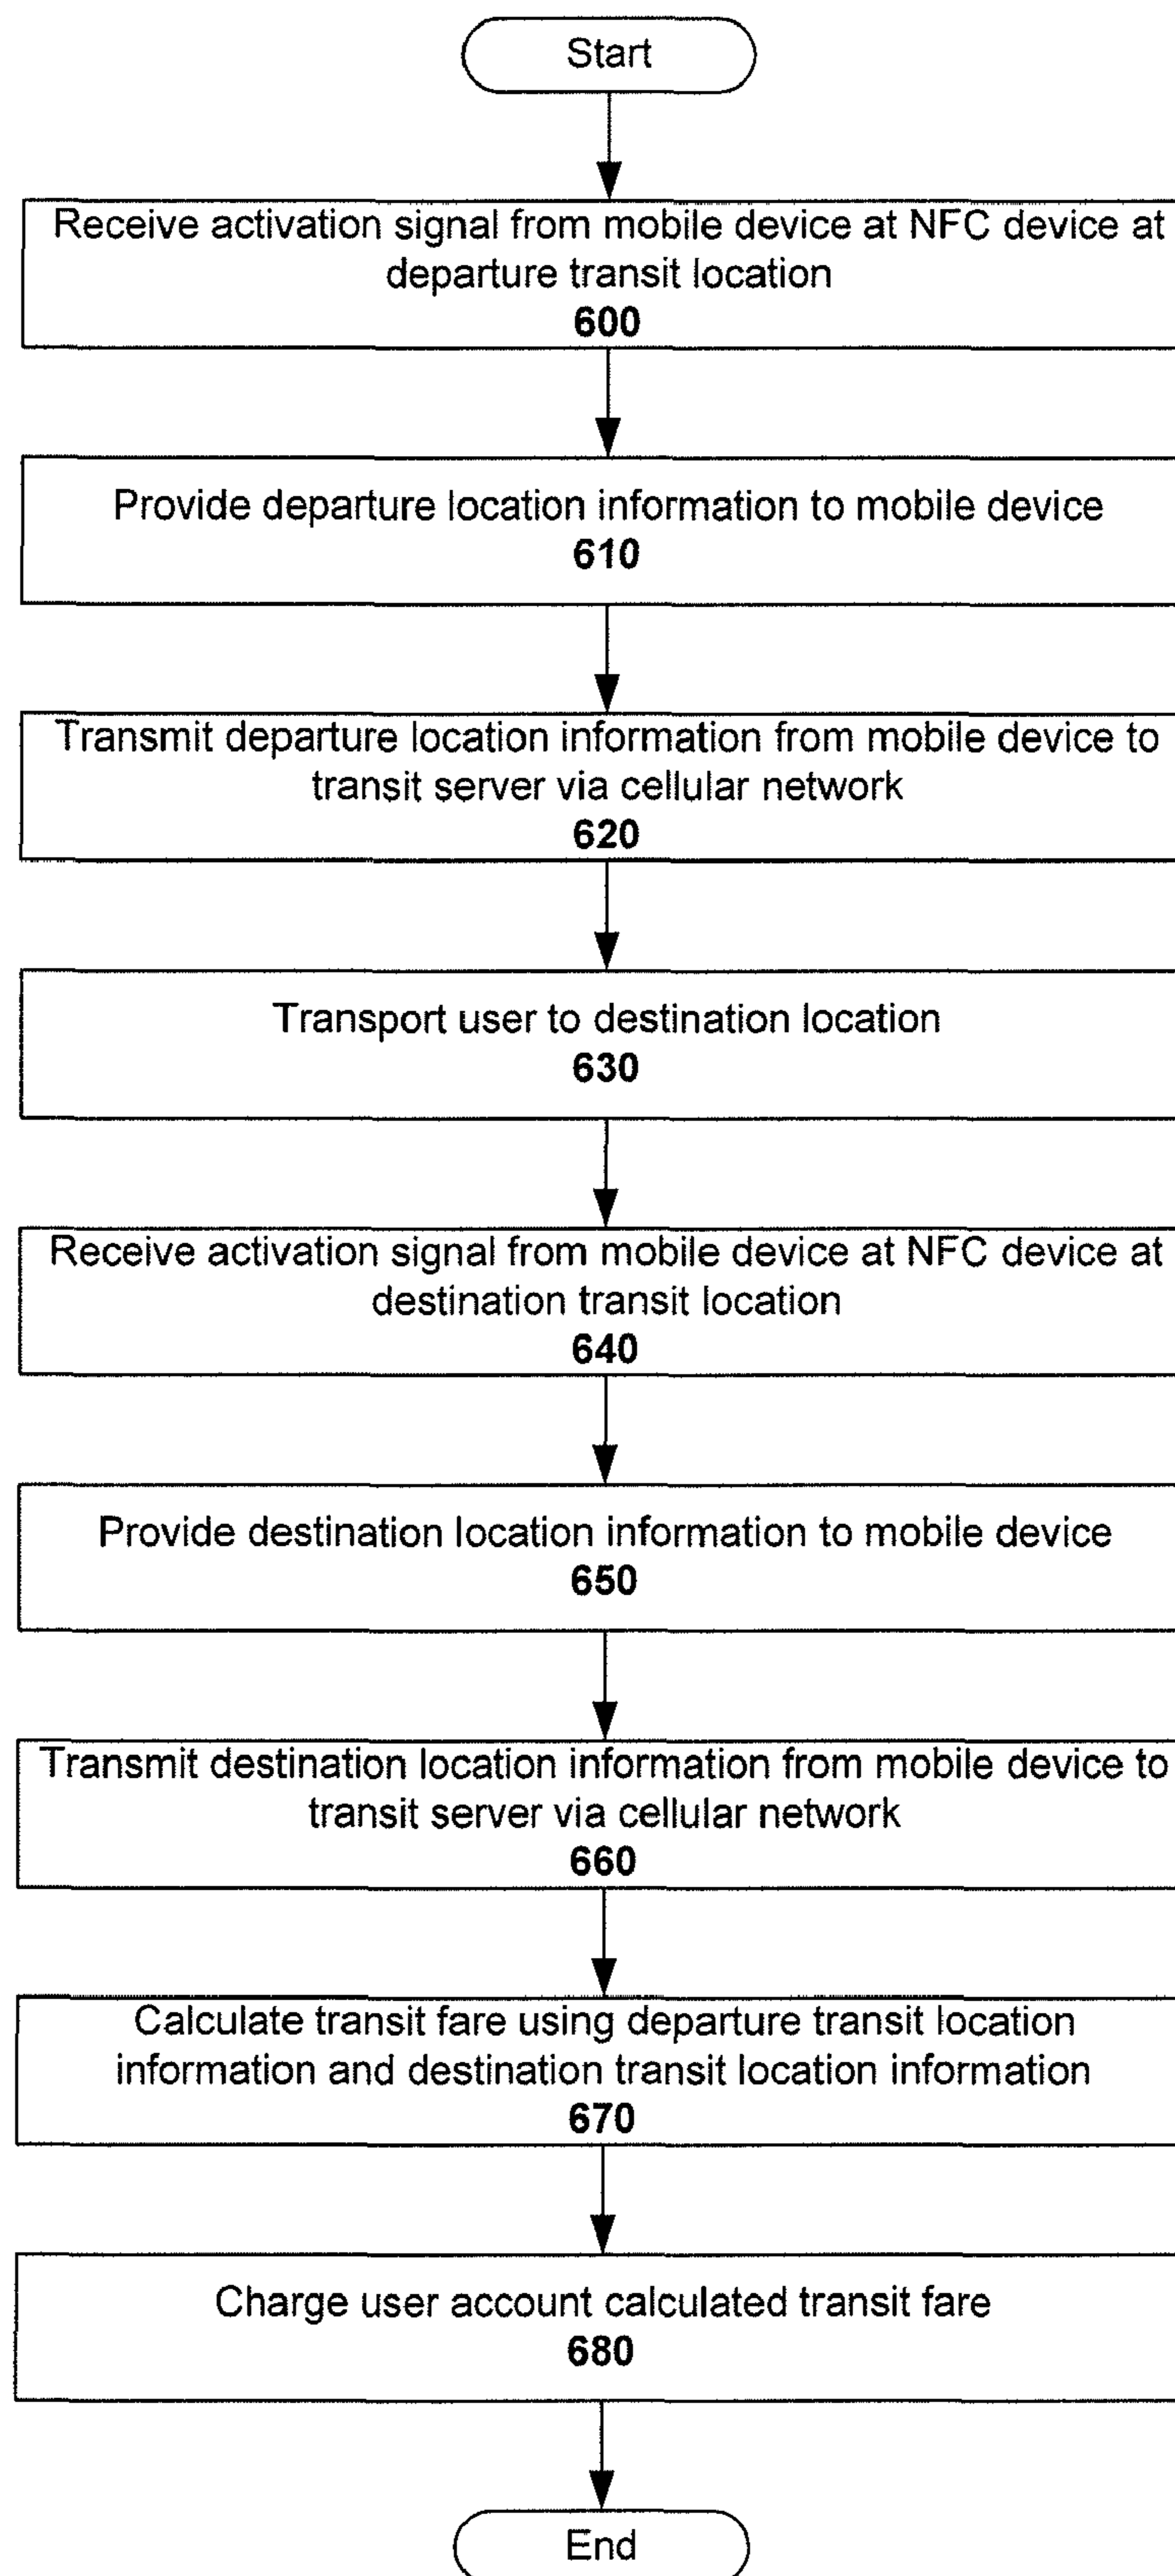 Start
Receive activation signal from mobile device at NFC device at
departure transit location
600
Provide departure location information to mobile device
610
Transmit departure location information from mobile device to
transit server via cellular network
620
Transport user to destination location
630
Receive activation signal from mobile device at NFC device at
destination transit location
640
Provide destination location information to mobile device
650
Transmit destination location information from mobile device to
transit server via cellular network
660
Calculate transit fare using departure transit location
information and destination transit location information
670
Charge user account calculated transit fare
680
End